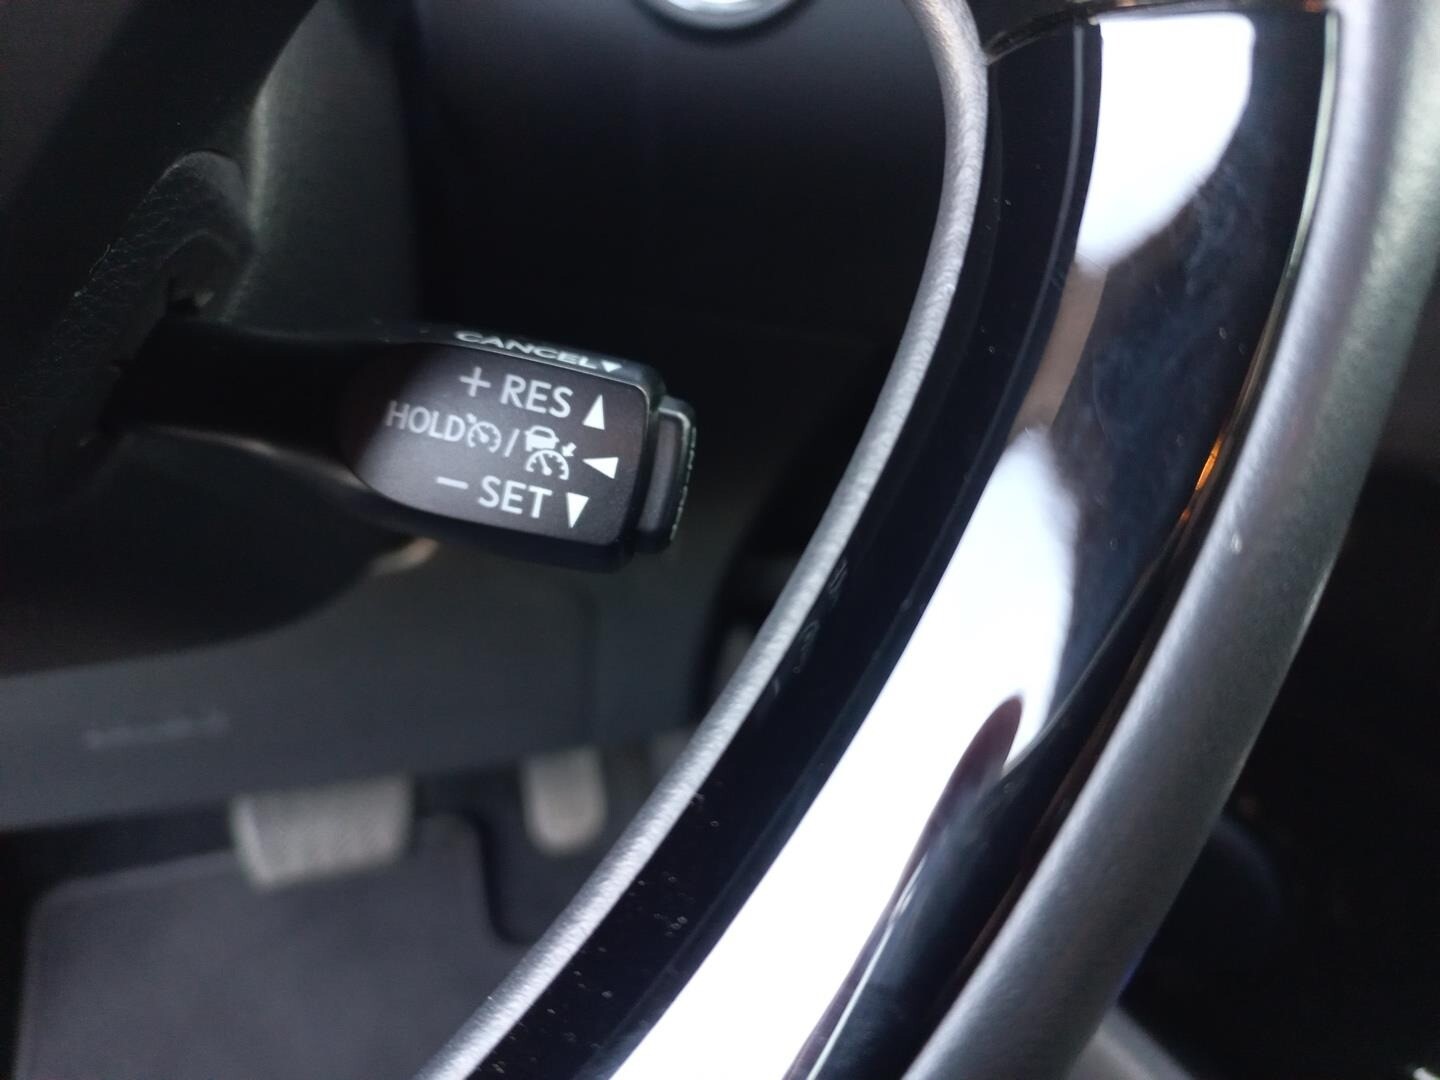 CANCEL▼
+ RES ▲
HOLD / ◀
− SET ▼